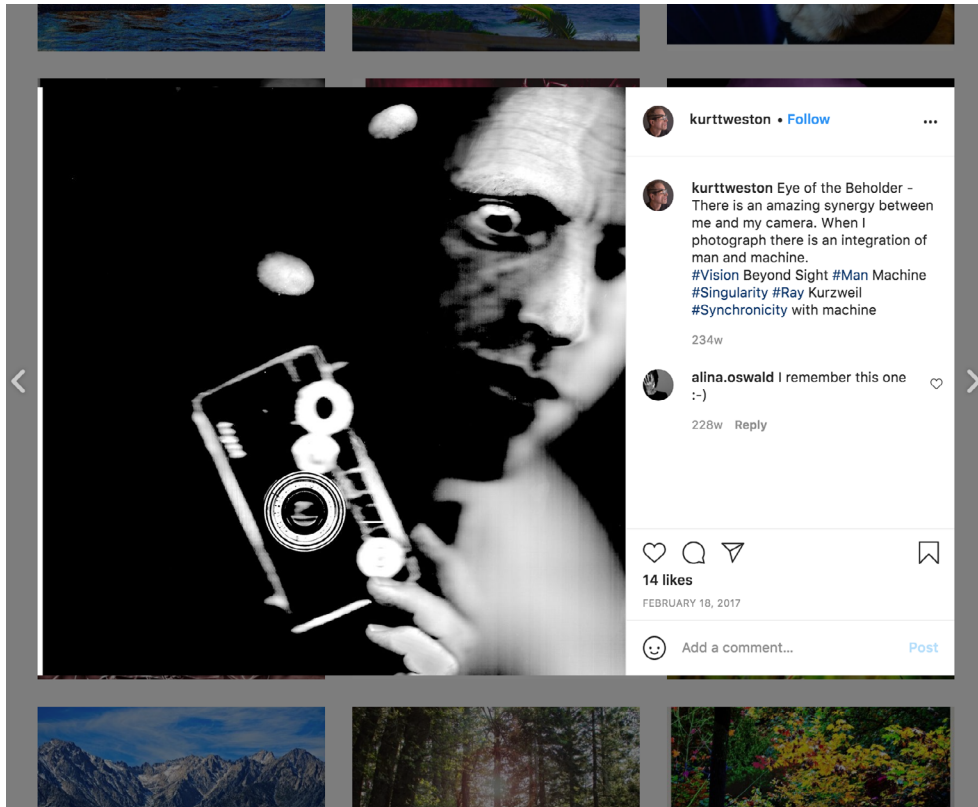 kurttweston • Follow
kurttweston Eye of the Beholder -
There is an amazing synergy between
me and my camera. When I
photograph there is an integration of
man and machine.
#Vision Beyond Sight #Man Machine
#Singularity #Ray Kurzweil
#Synchronicity with machine
234w
alina.oswald I remember this one
:-)
228w Reply
14 likes
FEBRUARY 18, 2017
Add a comment... Post